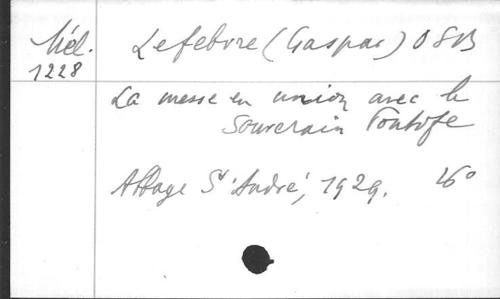 Mél.
1228
Lefebvre (Gaspar) OSB
La messe en union avec le
Souverain Pontife
Abbaye St André, 1929. 16°